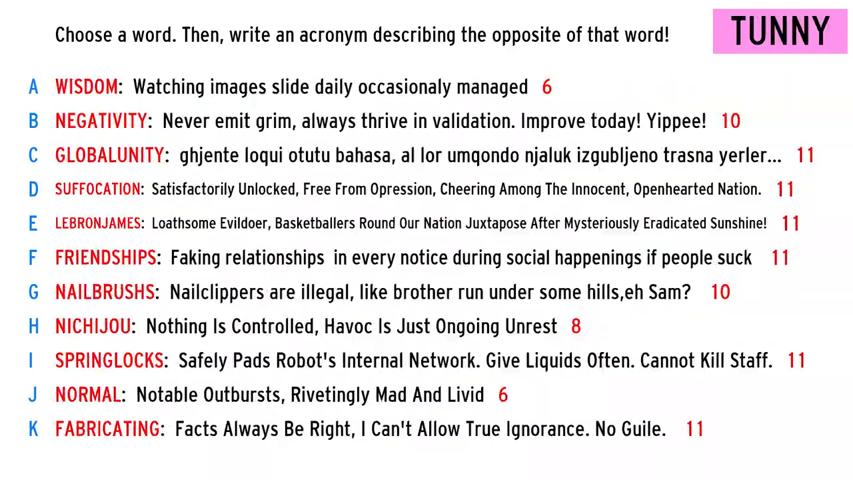 Choose a word. Then, write an acronym describing the opposite of that word!
TUNNY
A WISDOM: Watching images slide daily occasionaly managed 6
B NEGATIVITY: Never emit grim, always thrive in validation. Improve today! Yippee! 10
C GLOBALUNITY: ghjente loqui otutu bahasa, al lor umqondo njaluk izgubljeno trasna yerler... 11
D SUFFOCATION: Satisfactorily Unlocked, Free From Opression, Cheering Among The Innocent, Openhearted Nation. 11
E LEBRONJAMES: Loathsome Evildoer, Basketballers Round Our Nation Juxtapose After Mysteriously Eradicated Sunshine! 11
F FRIENDSHIPS: Faking relationships in every notice during social happenings if people suck 11
G NAILBRUSHS: Nailclippers are illegal, like brother run under some hills,eh Sam? 10
H NICHIJOU: Nothing Is Controlled, Havoc Is Just Ongoing Unrest 8
I SPRINGLOCKS: Safely Pads Robot's Internal Network. Give Liquids Often. Cannot Kill Staff. 11
J NORMAL: Notable Outbursts, Rivetingly Mad And Livid 6
K FABRICATING: Facts Always Be Right, I Can't Allow True Ignorance. No Guile. 11